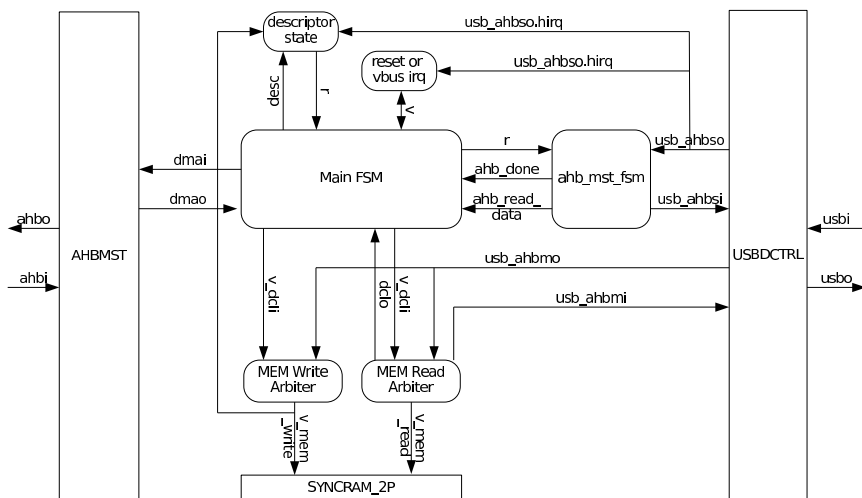 descriptor
state
usb_ahbso.hirq
reset or
vbus irq
usb_ahbso.hirq
desc
r
v
dmai
Main FSM
r
ahb_done
ahb_mst_fsm
usb_ahbso
dmao
ahb_read_
data
usb_ahbsi
ahbo
AHBMST
USBDCTRL
usbi
ahbi
usbo
v_dcli
dclo
v_dcli
usb_ahbmo
usb_ahbmi
MEM Write
Arbiter
MEM Read
Arbiter
v_mem
_write
v_mem
_read
SYNCRAM_2P